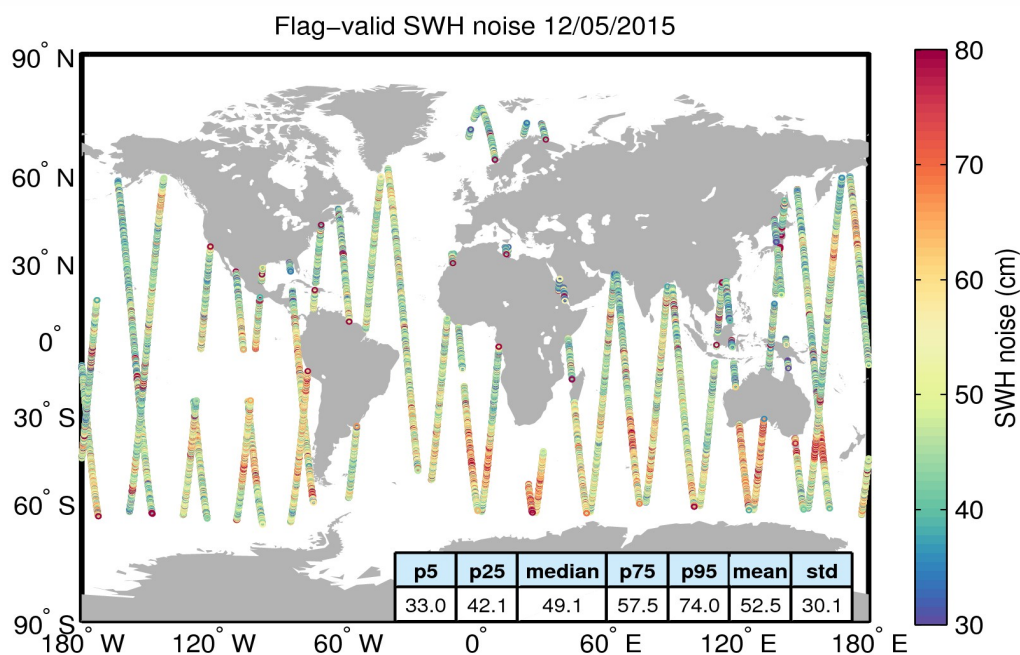 Flag−valid SWH noise 12/05/2015
90° N
60° N
30° N
0°
30° S
60° S
90° S
180° W
120° W
60° W
0°
60° E
120° E
180° E
80
70
60
50
40
30
SWH noise (cm)
p5 p25 median p75 p95 mean std
33.0 42.1 49.1 57.5 74.0 52.5 30.1